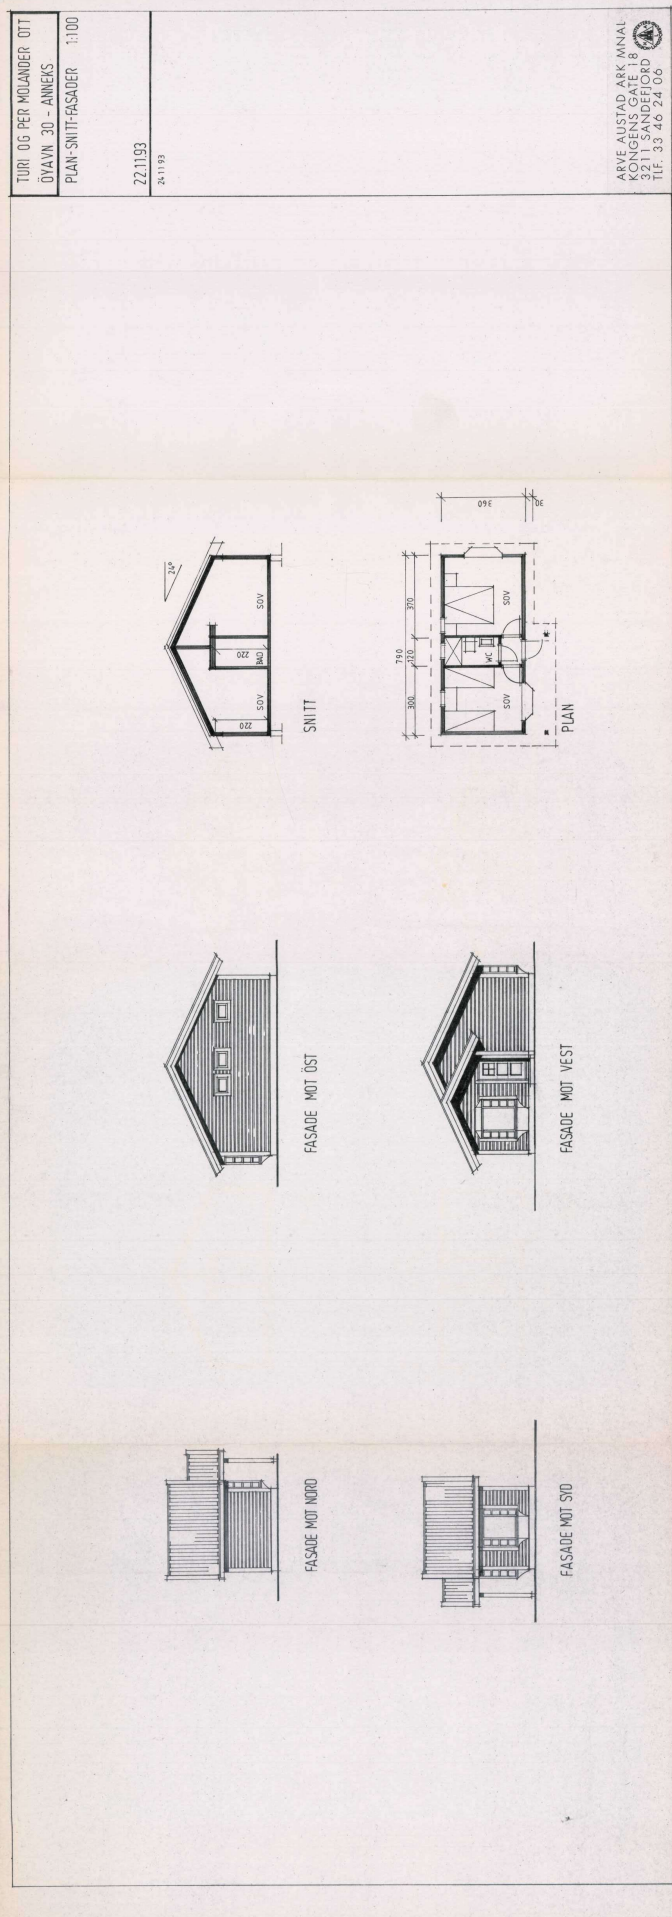 TURI OG PER MOLANDER OTT
ÖYAVN 30 - ANNEKS
PLAN-SNITT-FASADER 1:100
22.11.93
24 11 93
ARVE AUSTAD ARK MNAL
KONGENS GATE 18
3211 SANDEFJORD
TLF. 33 46 24 06
24°
SOV
220
BAD
SOV
220
SNITT
360
30
790
300
120
370
SOV
WC
SOV
PLAN
FASADE MOT ÖST
FASADE MOT VEST
FASADE MOT NORD
FASADE MOT SYD